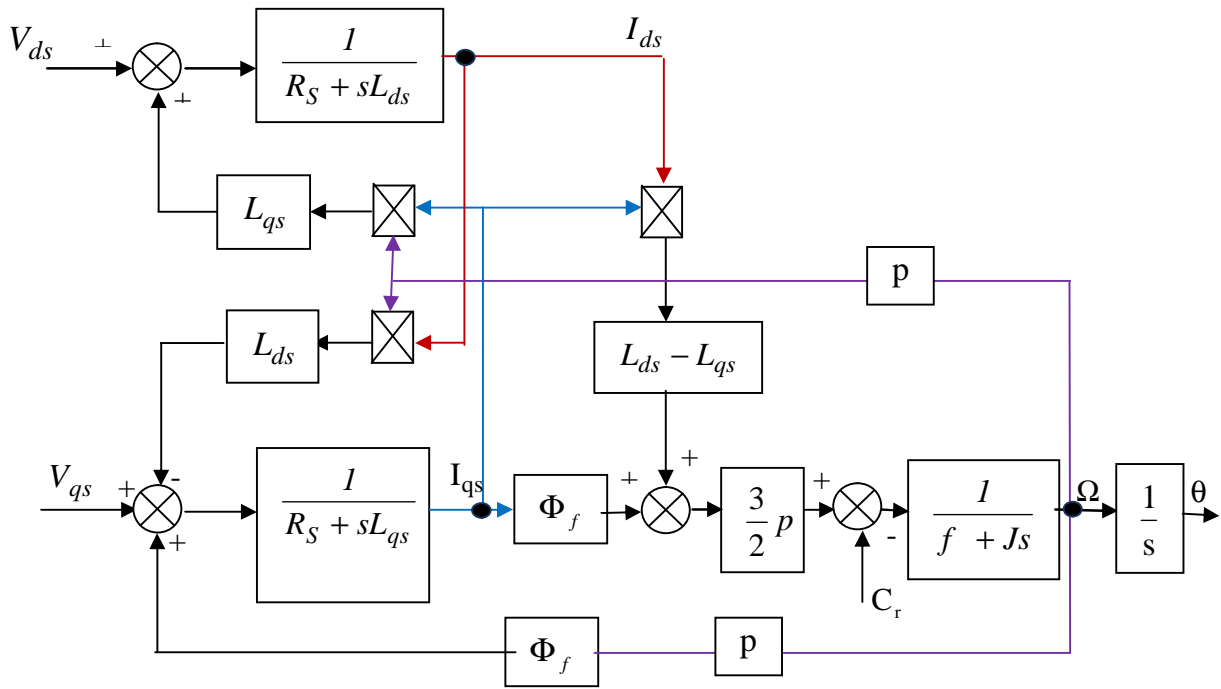 V_ds + 1/(R_S + sL_ds) I_ds
+
L_qs
p
L_ds
L_ds − L_qs
V_qs + - 1/(R_S + sL_qs) I_qs Φ_f + + 3/2 p + 1/(f + Js) Ω 1/s θ
+ -
C_r
Φ_f p